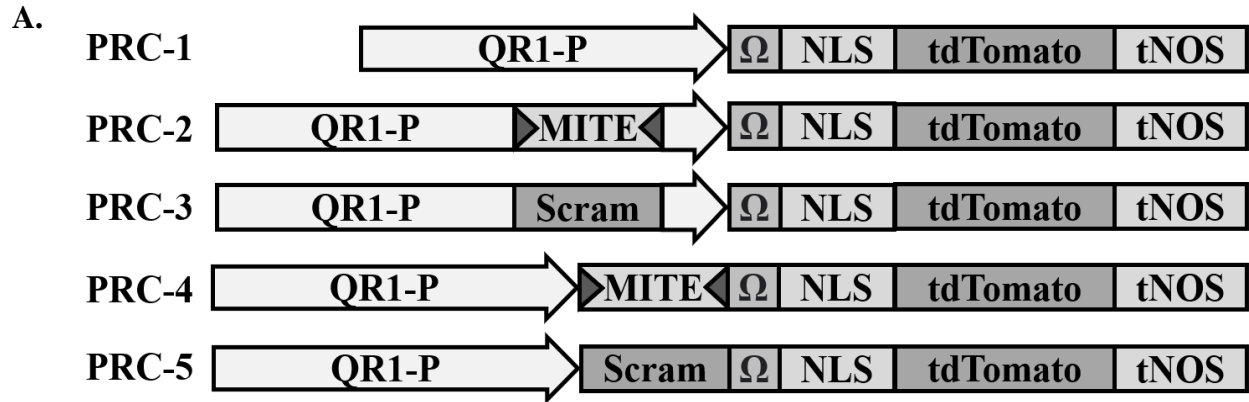 A.
PRC-1 QR1-P Ω NLS tdTomato tNOS
PRC-2 QR1-P MITE Ω NLS tdTomato tNOS
PRC-3 QR1-P Scram Ω NLS tdTomato tNOS
PRC-4 QR1-P MITE Ω NLS tdTomato tNOS
PRC-5 QR1-P Scram Ω NLS tdTomato tNOS